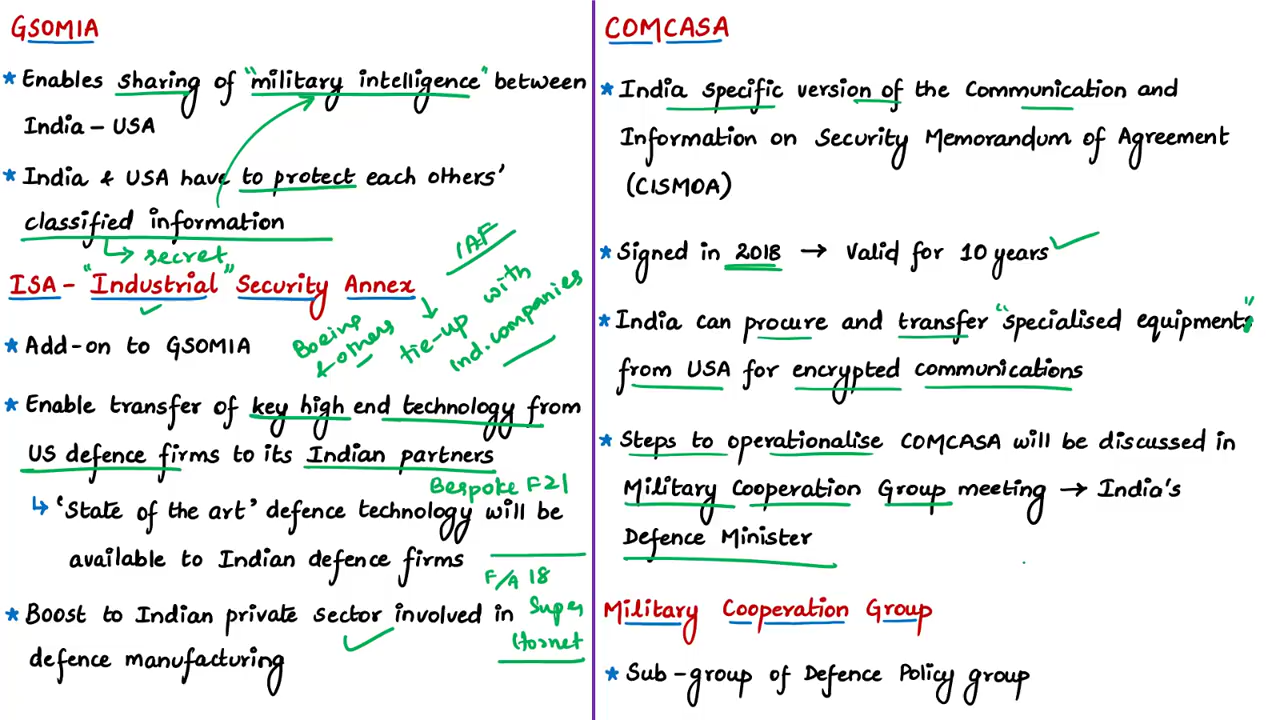 GSOMIA
* Enables sharing of "military intelligence" between
India - USA
* India & USA have to protect each others'
classified information
↳ secret
IAF
ISA - "Industrial" Security Annex
↓
tie-up with
Ind. companies
Boeing
& others
* Add-on to GSOMIA
* Enable transfer of key high end technology from
US defence firms to its Indian partners
Bespoke F21
↳ 'State of the art' defence technology will be
available to Indian defence firms
F/A 18
Super
Hornet
* Boost to Indian private sector involved in
defence manufacturing
COMCASA
* India specific version of the Communication and
Information on Security Memorandum of Agreement
(CISMOA)
* Signed in 2018 → Valid for 10 years
* India can procure and transfer "specialised equipments"
from USA for encrypted communications
* Steps to operationalise COMCASA will be discussed in
Military Cooperation Group meeting → India's
Defence Minister
Military Cooperation Group
* Sub-group of Defence Policy group